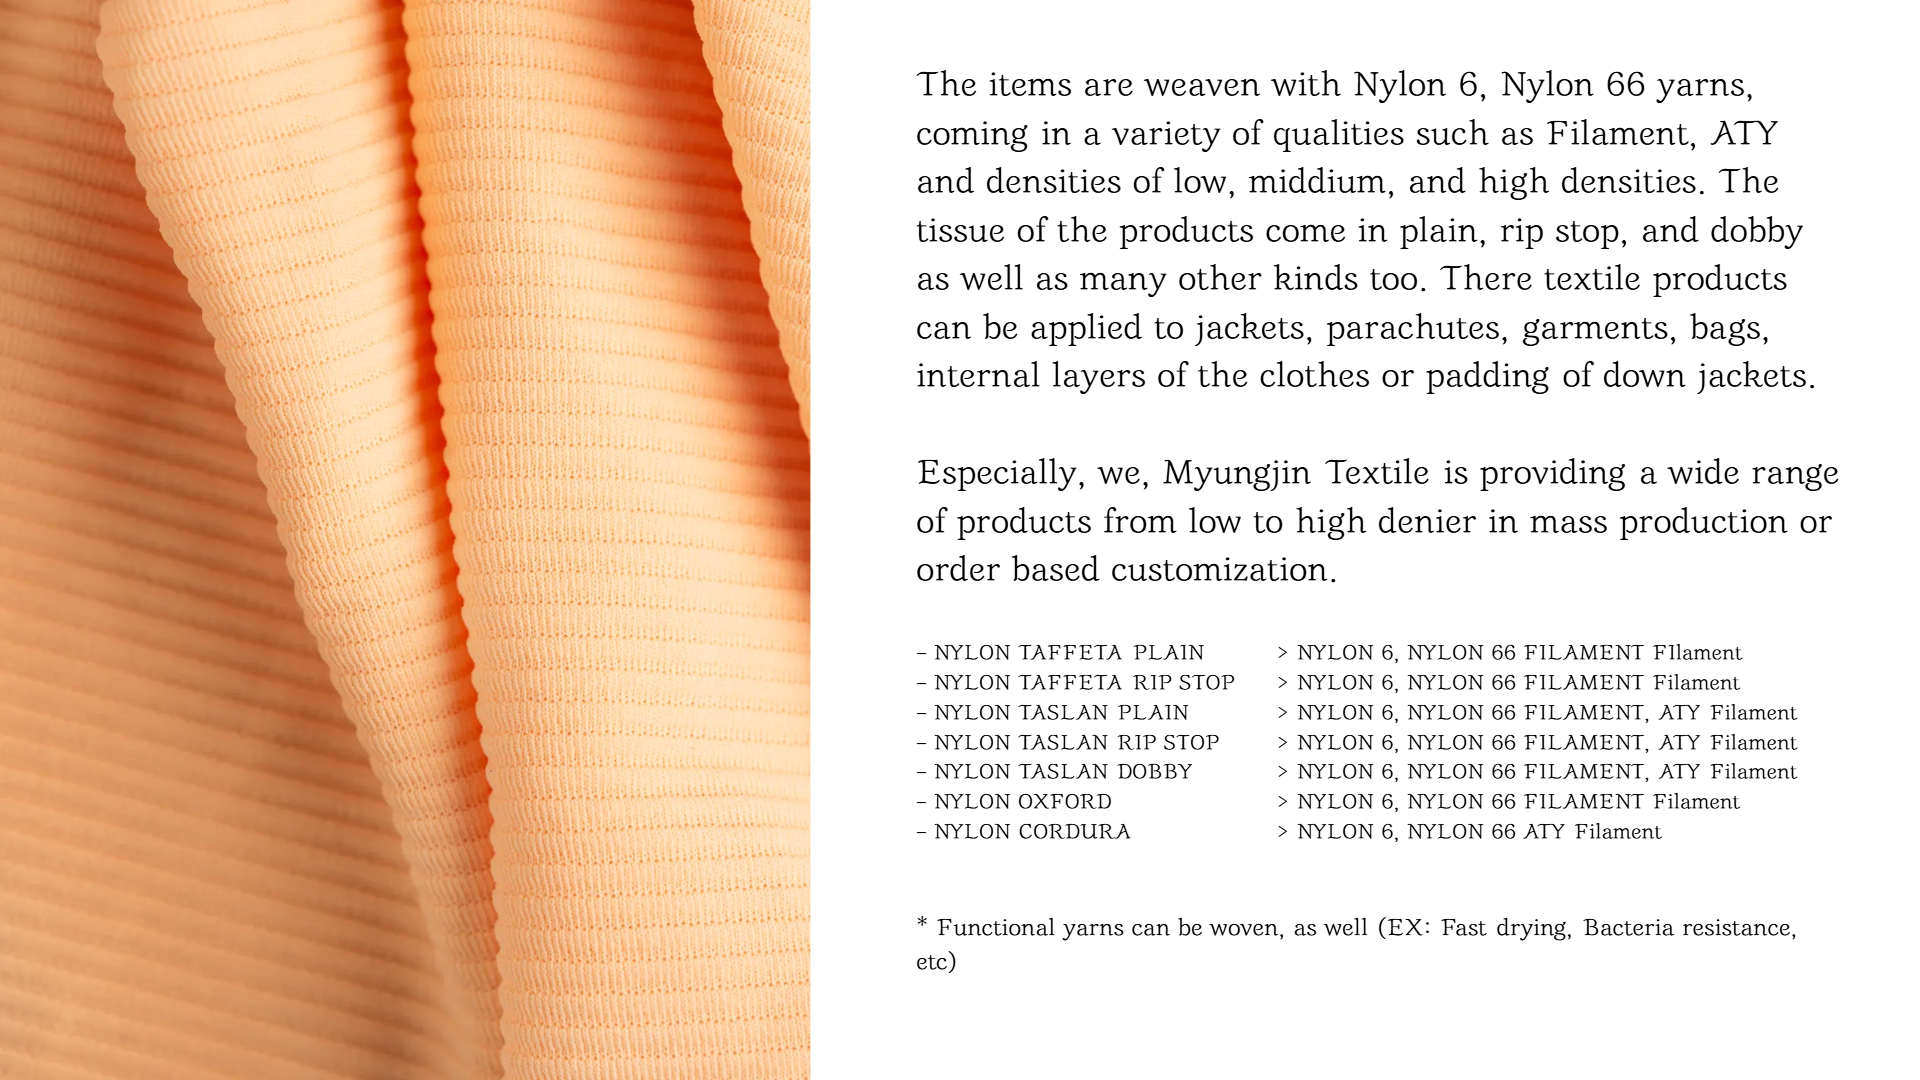 The items are weaven with Nylon 6, Nylon 66 yarns,
coming in a variety of qualities such as Filament, ATY
and densities of low, middium, and high densities. The
tissue of the products come in plain, rip stop, and dobby
as well as many other kinds too. There textile products
can be applied to jackets, parachutes, garments, bags,
internal layers of the clothes or padding of down jackets.
Especially, we, Myungjin Textile is providing a wide range
of products from low to high denier in mass production or
order based customization.
- NYLON TAFFETA PLAIN > NYLON 6, NYLON 66 FILAMENT FIlament
- NYLON TAFFETA RIP STOP > NYLON 6, NYLON 66 FILAMENT Filament
- NYLON TASLAN PLAIN > NYLON 6, NYLON 66 FILAMENT, ATY Filament
- NYLON TASLAN RIP STOP > NYLON 6, NYLON 66 FILAMENT, ATY Filament
- NYLON TASLAN DOBBY > NYLON 6, NYLON 66 FILAMENT, ATY Filament
- NYLON OXFORD > NYLON 6, NYLON 66 FILAMENT Filament
- NYLON CORDURA > NYLON 6, NYLON 66 ATY Filament
* Functional yarns can be woven, as well (EX: Fast drying, Bacteria resistance,
etc)